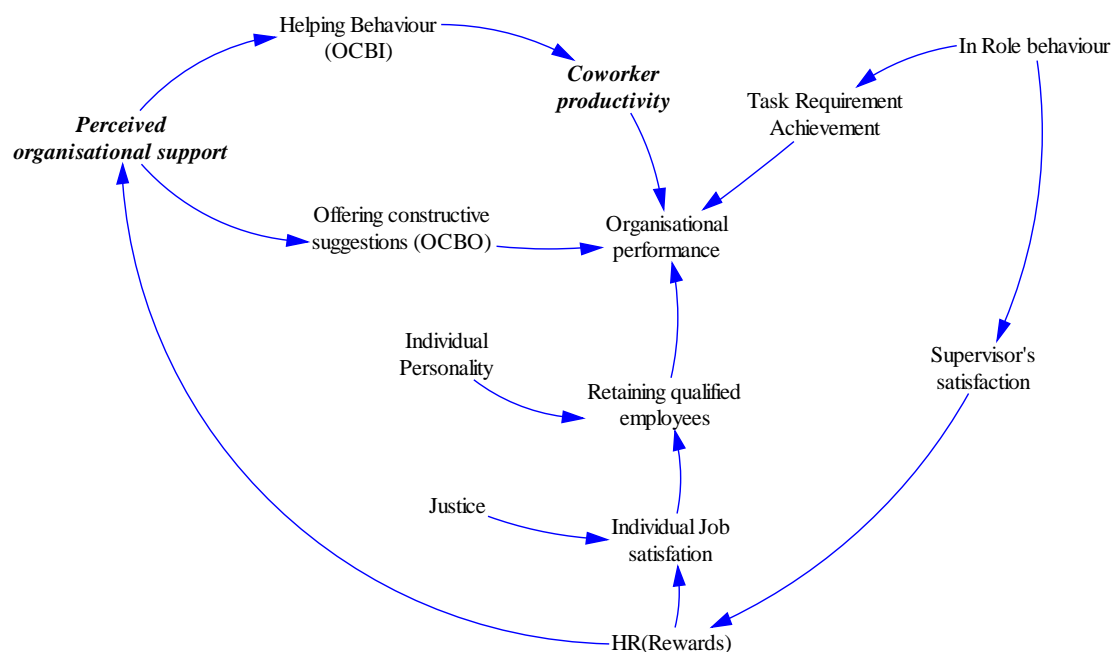 Helping Behaviour
(OCBI)
In Role behaviour
Coworker
productivity
Task Requirement
Achievement
Perceived
organisational support
Offering constructive
suggestions (OCBO)
Organisational
performance
Individual
Personality
Supervisor's
satisfaction
Retaining qualified
employees
Justice
Individual Job
satisfation
HR(Rewards)